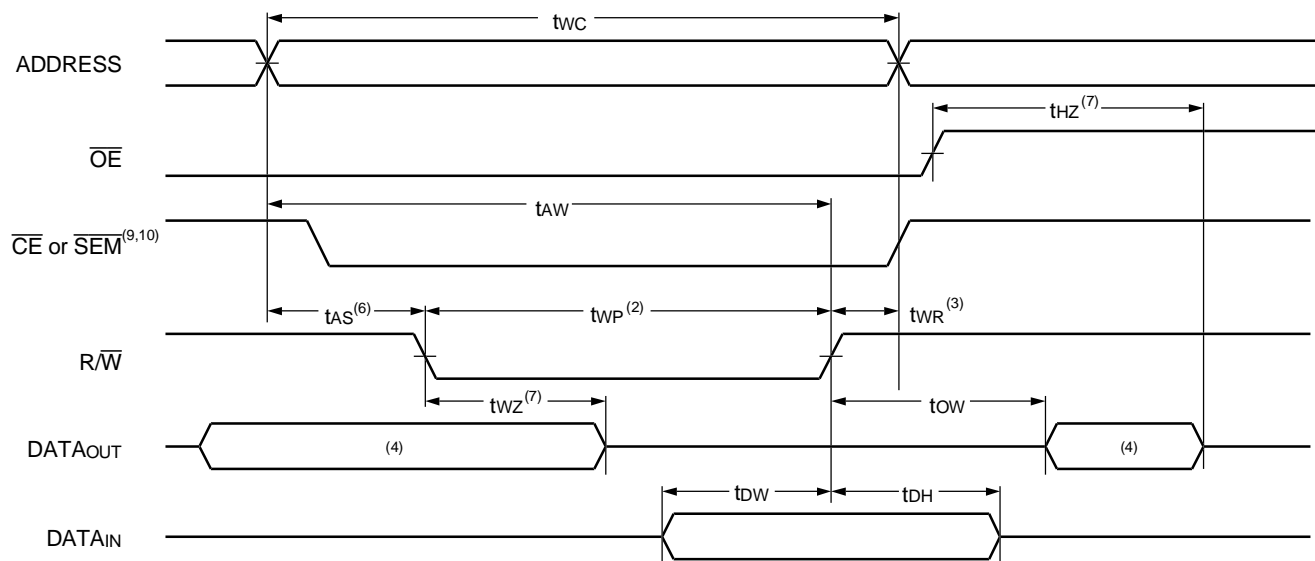 tWC
ADDRESS
tHZ(7)
OE
tAW
CE or SEM(9,10)
tAS(6) tWP(2) tWR(3)
R/W
tWZ(7) tOW
DATAOUT (4) (4)
tDW tDH
DATAIN